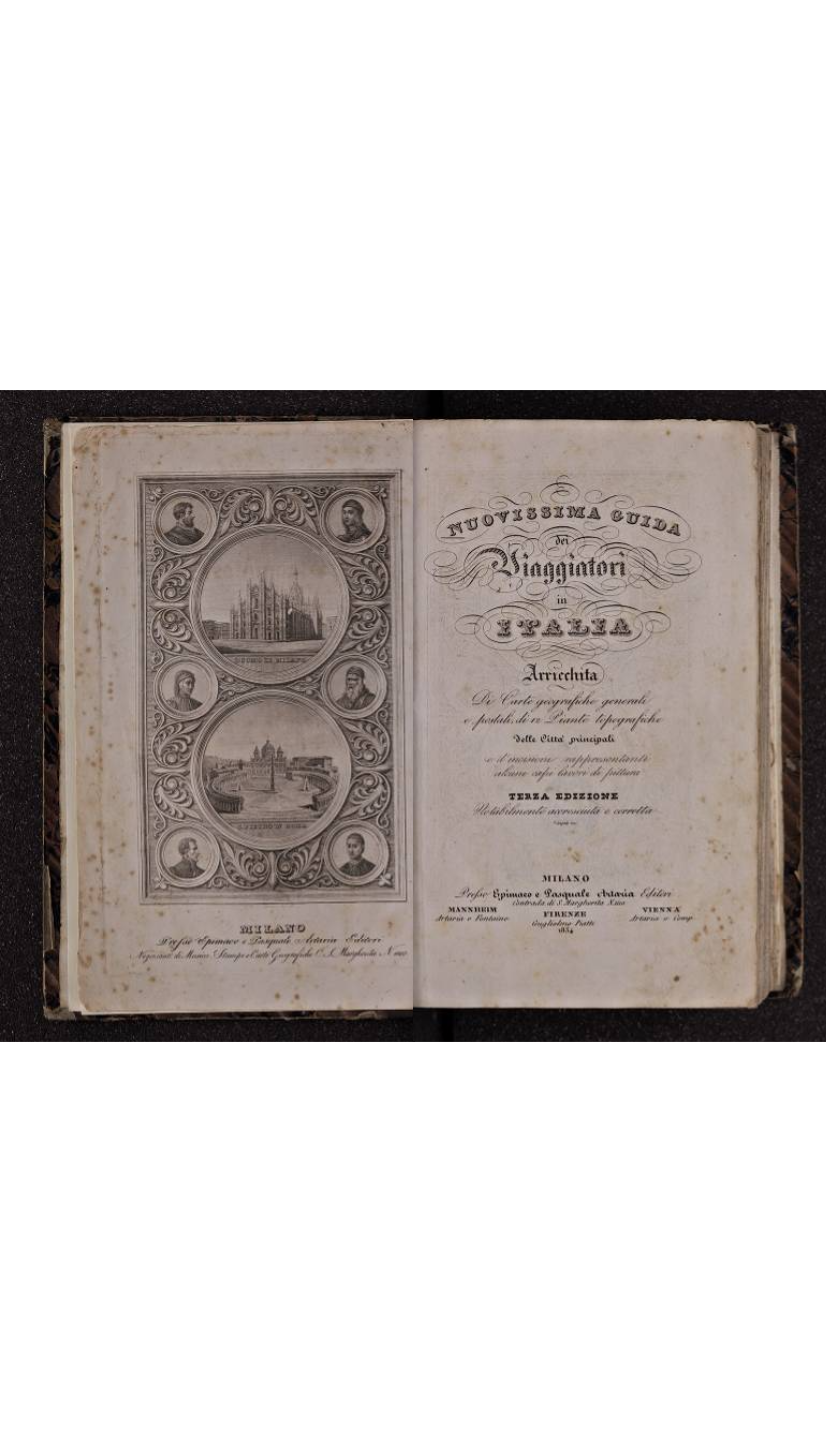 DUOMO DI MILANO
S. PIETRO IN ROMA
MILANO
Presso Epimaco e Pasquale Artaria Editori
Negozianti di Musica Stampe e Carte Geografiche C. S. Margherita N.
NUOVISSIMA GUIDA
dei
Viaggiatori
in
ITALIA
Arricchita
Di Carte geografiche generali
e postali, di 12 Piante topografiche
delle Città principali
e d'incisioni rappresentanti
alcuni capi lavori di pittura
TERZA EDIZIONE
Notabilmente accresciuta e corretta
MILANO
Presso Epimaco e Pasquale Artaria Editori
Contrada di S. Margherita N.
MANNHEIM
Artaria e Fontaine
FIRENZE
Guglielmo Piatti
1834
VIENNA
Artaria e Comp.